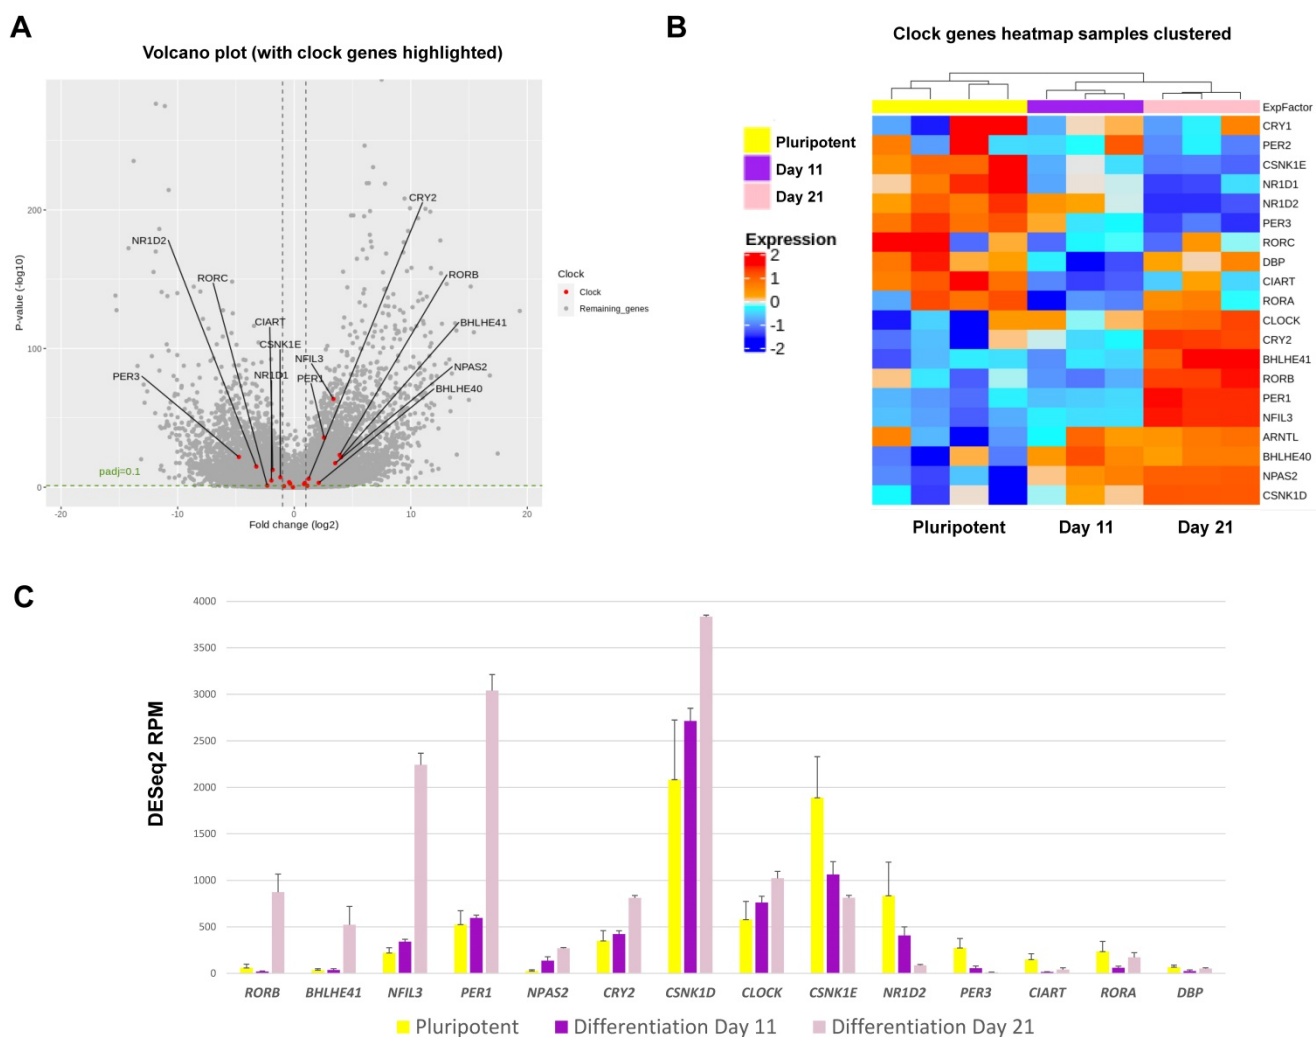 A
Volcano plot (with clock genes highlighted)
200
100
0
P-value (-log10)
CRY2
NR1D2
RORC
RORB
CIART
CSNK1E
NFIL3
BHLHE41
PER3
NR1D1
PER1
NPAS2
BHLHE40
padj=0.1
-20
-10
0
10
20
Fold change (log2)
Clock
Clock
Remaining_genes
B
Clock genes heatmap samples clustered
Pluripotent
Day 11
Day 21
Expression
2
1
0
-1
-2
ExpFactor
CRY1
PER2
CSNK1E
NR1D1
NR1D2
PER3
RORC
DBP
CIART
RORA
CLOCK
CRY2
BHLHE41
RORB
PER1
NFIL3
ARNTL
BHLHE40
NPAS2
CSNK1D
Pluripotent Day 11 Day 21
C
DESeq2 RPM
4000
3500
3000
2500
2000
1500
1000
500
0
RORB BHLHE41 NFIL3 PER1 NPAS2 CRY2 CSNK1D CLOCK CSNK1E NR1D2 PER3 CIART RORA DBP
Pluripotent Differentiation Day 11 Differentiation Day 21